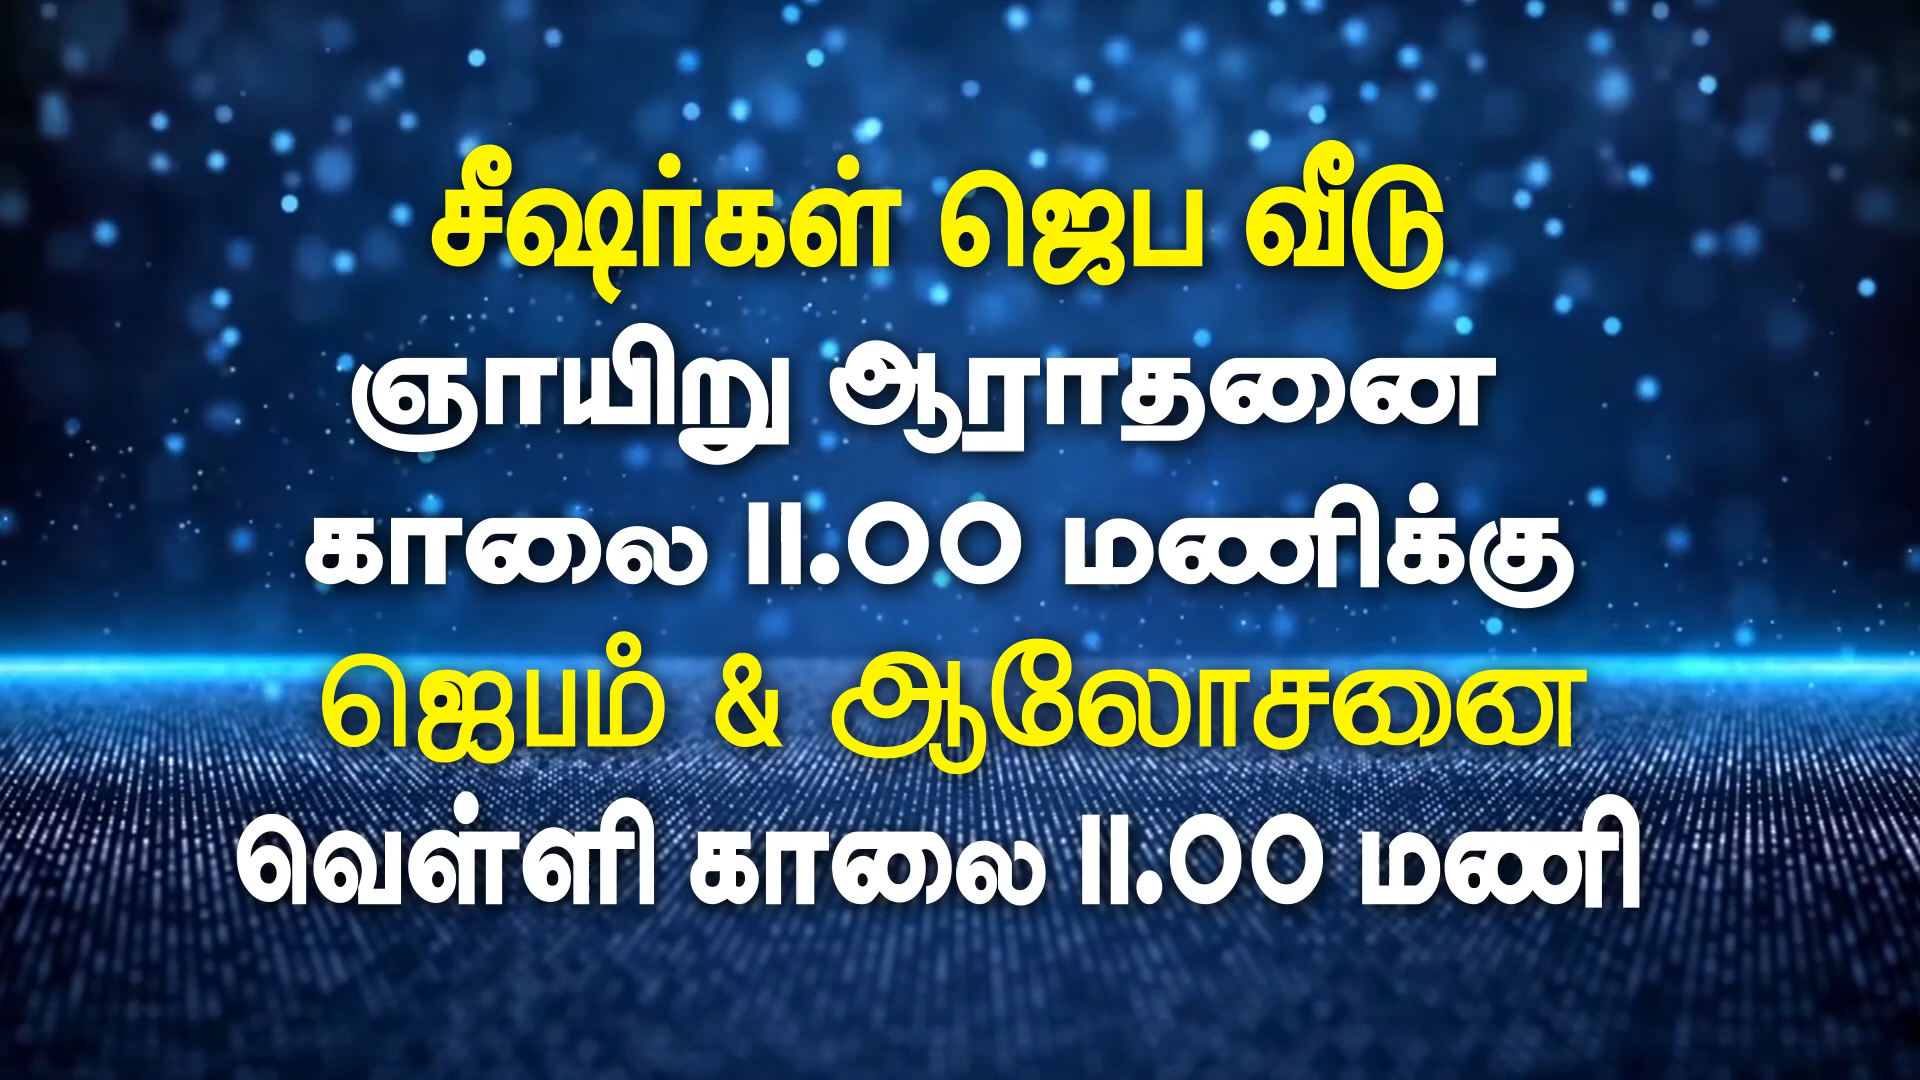 சீஷர்கள் ஜெப வீடு
ஞாயிறு ஆராதனை
காலை 11.00 மணிக்கு
ஜெபம் & ஆலோசனை
வெள்ளி காலை 11.00 மணி